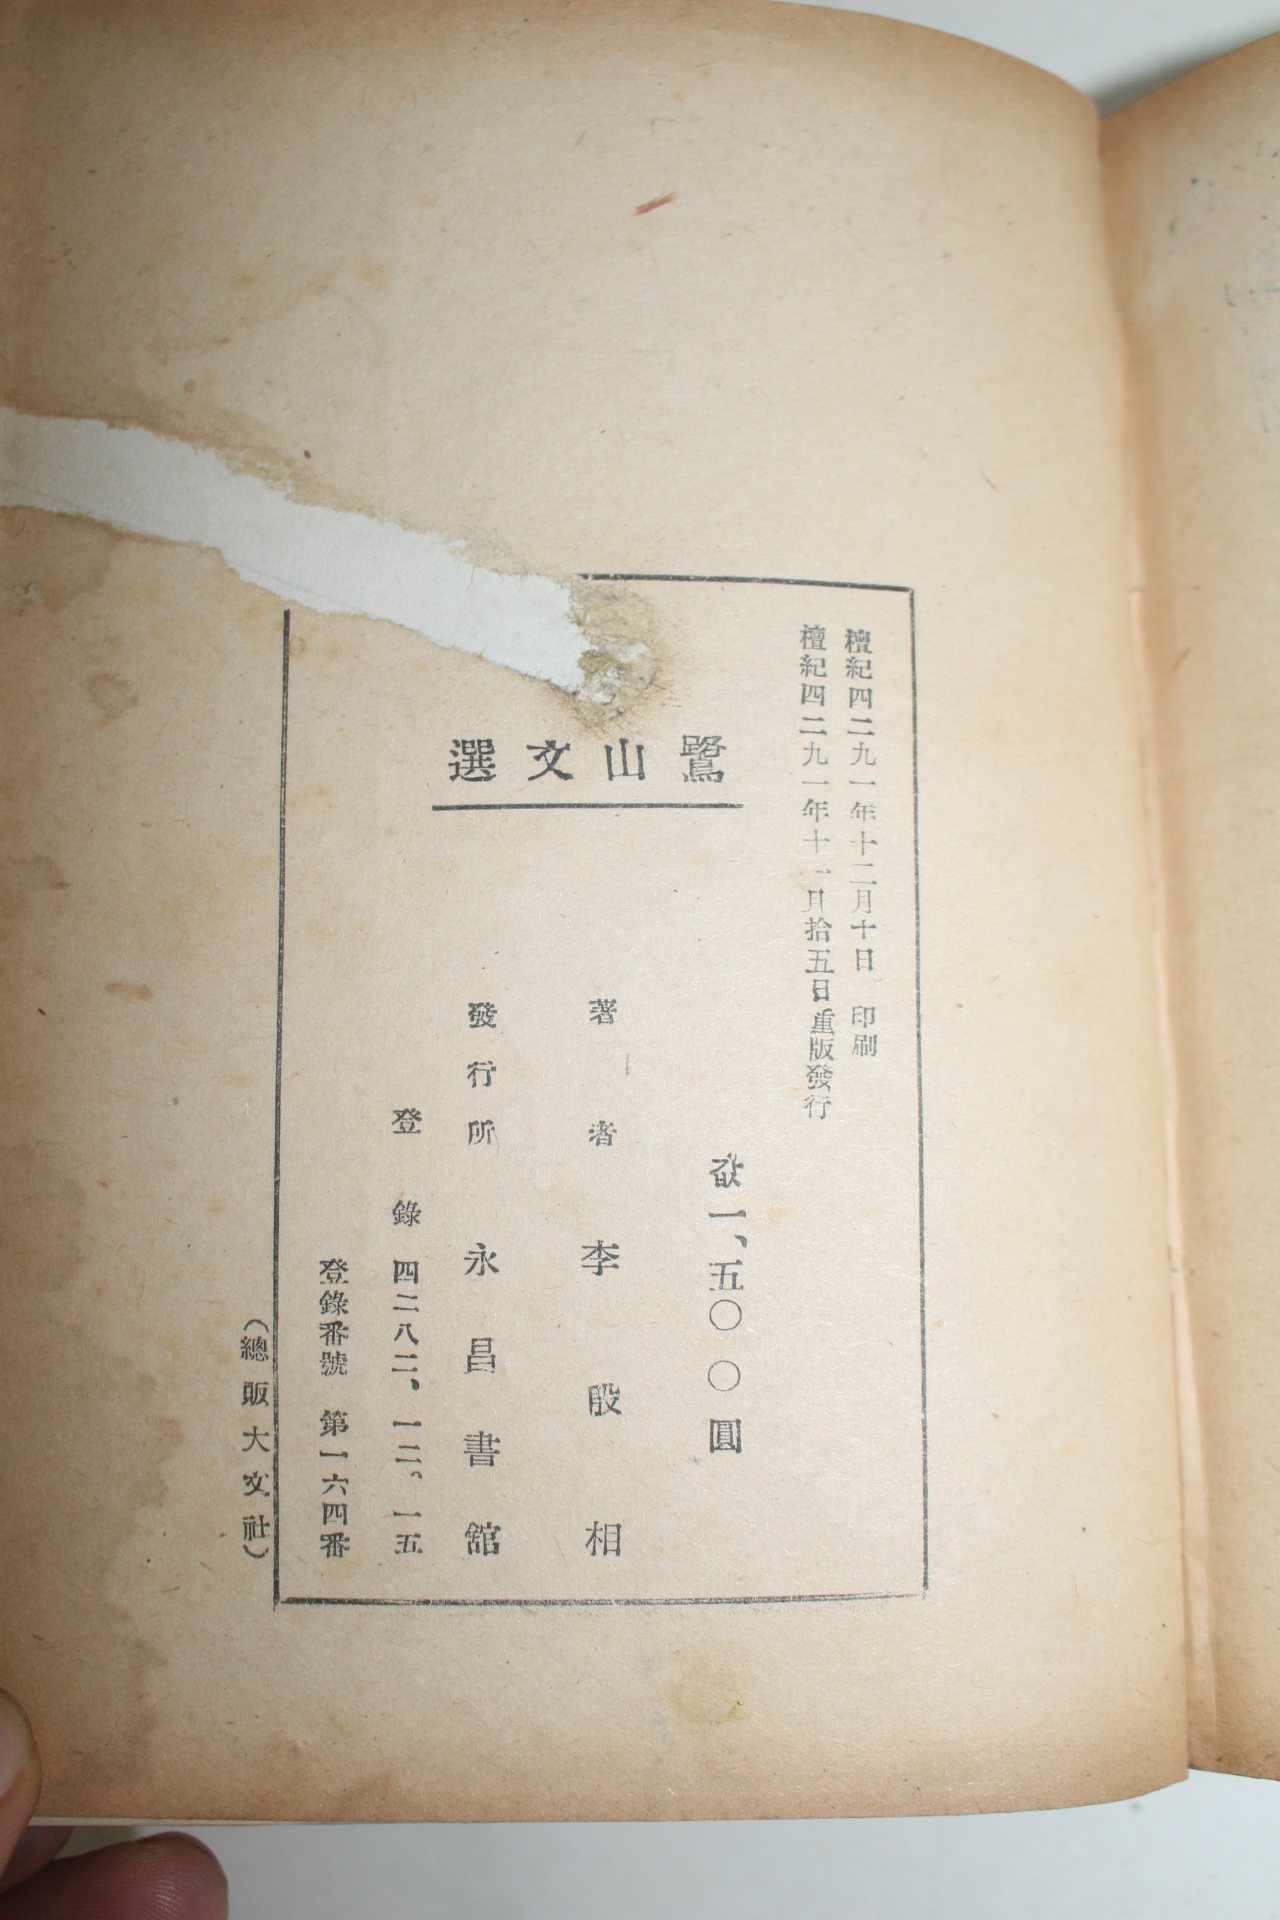 檀紀四二九一年十二月十日 印刷
檀紀四二九一年十一月拾五日重版發行
鷺山文選
값一、五〇〇圓
著者 李殷相
發行所 永昌書館
登錄 四二八二、一二。一五
登錄番號 第一六四番
(總販大文社)